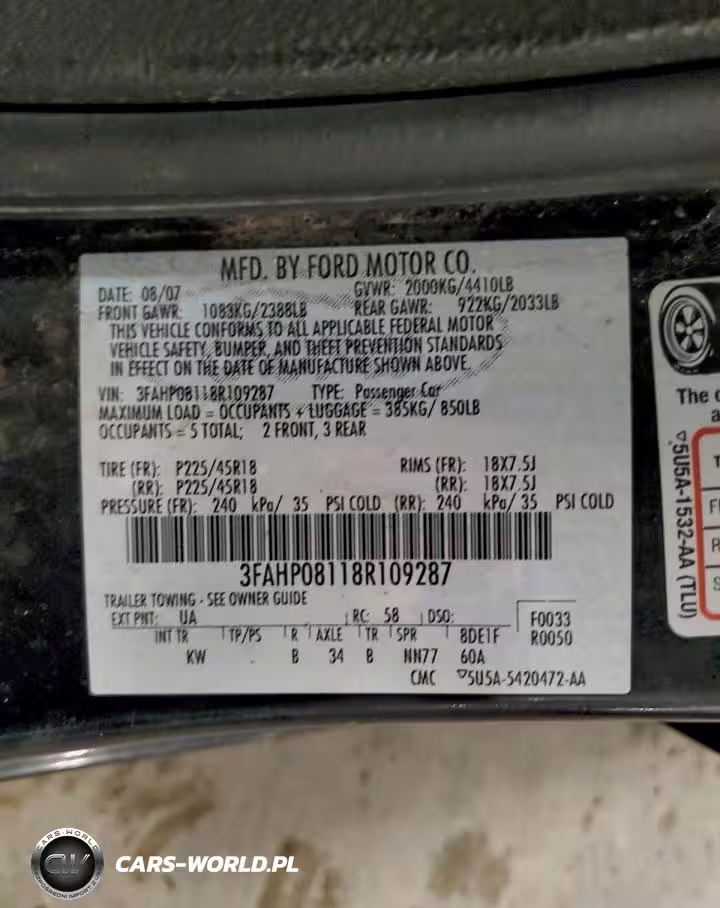 MFD. BY FORD MOTOR CO.
DATE: 08/07 GVWR: 2000KG/4410LB
FRONT GAWR: 1083KG/2388LB REAR GAWR: 922KG/2033LB
THIS VEHICLE CONFORMS TO ALL APPLICABLE FEDERAL MOTOR
VEHICLE SAFETY, BUMPER, AND THEFT PREVENTION STANDARDS
IN EFFECT ON THE DATE OF MANUFACTURE SHOWN ABOVE.
VIN: 3FAHP08118R109287 TYPE: Passenger Car
MAXIMUM LOAD = OCCUPANTS + LUGGAGE = 385KG/ 850LB
OCCUPANTS = 5 TOTAL; 2 FRONT, 3 REAR
TIRE (FR): P225/45R18 RIMS (FR): 18X7.5J
(RR): P225/45R18 (RR): 18X7.5J
PRESSURE (FR): 240 kPa/ 35 PSI COLD (RR): 240 kPa/ 35 PSI COLD
3FAHP08118R109287
TRAILER TOWING - SEE OWNER GUIDE
EXT PNT: UA RC: 58 DSO: F0033
INT TR TP/PS R AXLE TR SPR 8DE1F R0050
KW . B 34 B NN77 60A
CMC ▽5U5A-5420472-AA
The
▽5U5A-1532-AA (TLU)
CARS-WORLD
CW
CARS-WORLD.PL